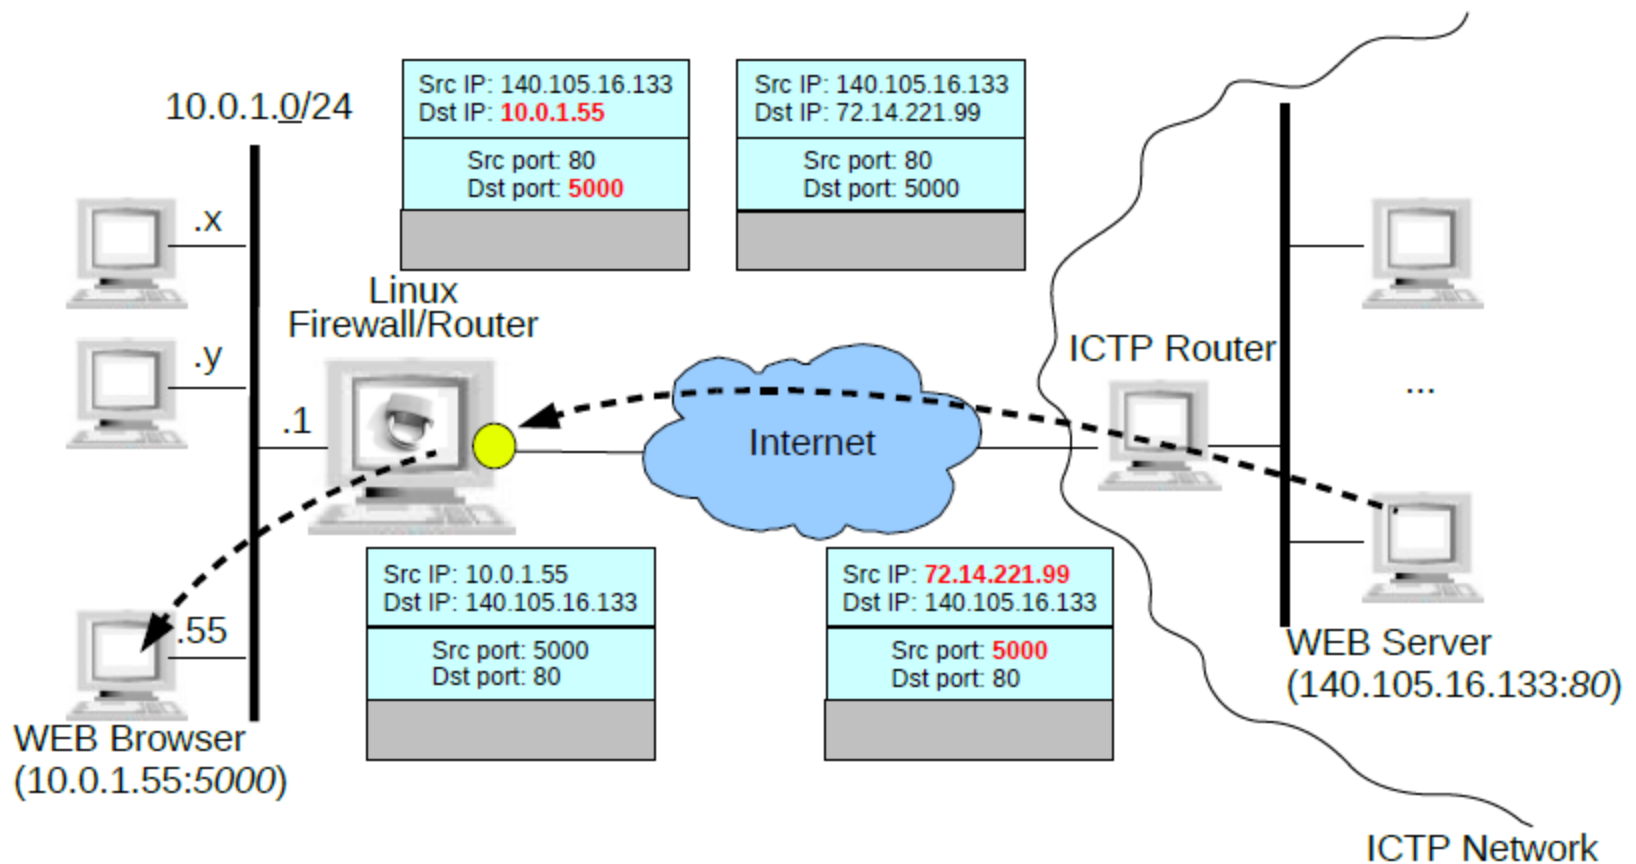 10.0.1.0/24
Src IP: 140.105.16.133
Dst IP: 10.0.1.55
Src port: 80
Dst port: 5000
Src IP: 140.105.16.133
Dst IP: 72.14.221.99
Src port: 80
Dst port: 5000
.x
.y
.1
.55
Linux
Firewall/Router
Internet
ICTP Router
...
Src IP: 10.0.1.55
Dst IP: 140.105.16.133
Src port: 5000
Dst port: 80
Src IP: 72.14.221.99
Dst IP: 140.105.16.133
Src port: 5000
Dst port: 80
WEB Server
(140.105.16.133:80)
WEB Browser
(10.0.1.55:5000)
ICTP Network